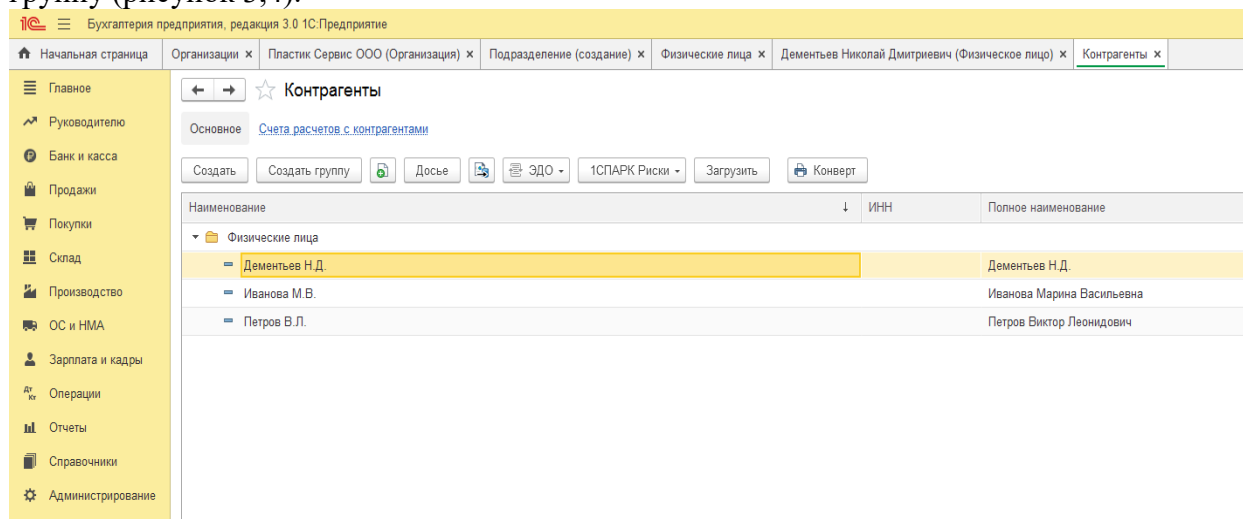 группу (рисунок 3,4).
1С Бухгалтерия предприятия, редакция 3.0 1С:Предприятие
Начальная страница Организации × Пластик Сервис ООО (Организация) × Подразделение (создание) × Физические лица × Дементьев Николай Дмитриевич (Физическое лицо) × Контрагенты ×
Главное
Руководителю
Банк и касса
Продажи
Покупки
Склад
Производство
ОС и НМА
Зарплата и кадры
Дт Кт Операции
Отчеты
Справочники
Администрирование
Контрагенты
Основное Счета расчетов с контрагентами
Создать Создать группу Досье ЭДО 1СПАРК Риски Загрузить Конверт
Наименование ↓ ИНН Полное наименование
Физические лица
Дементьев Н.Д. Дементьев Н.Д.
Иванова М.В. Иванова Марина Васильевна
Петров В.Л. Петров Виктор Леонидович